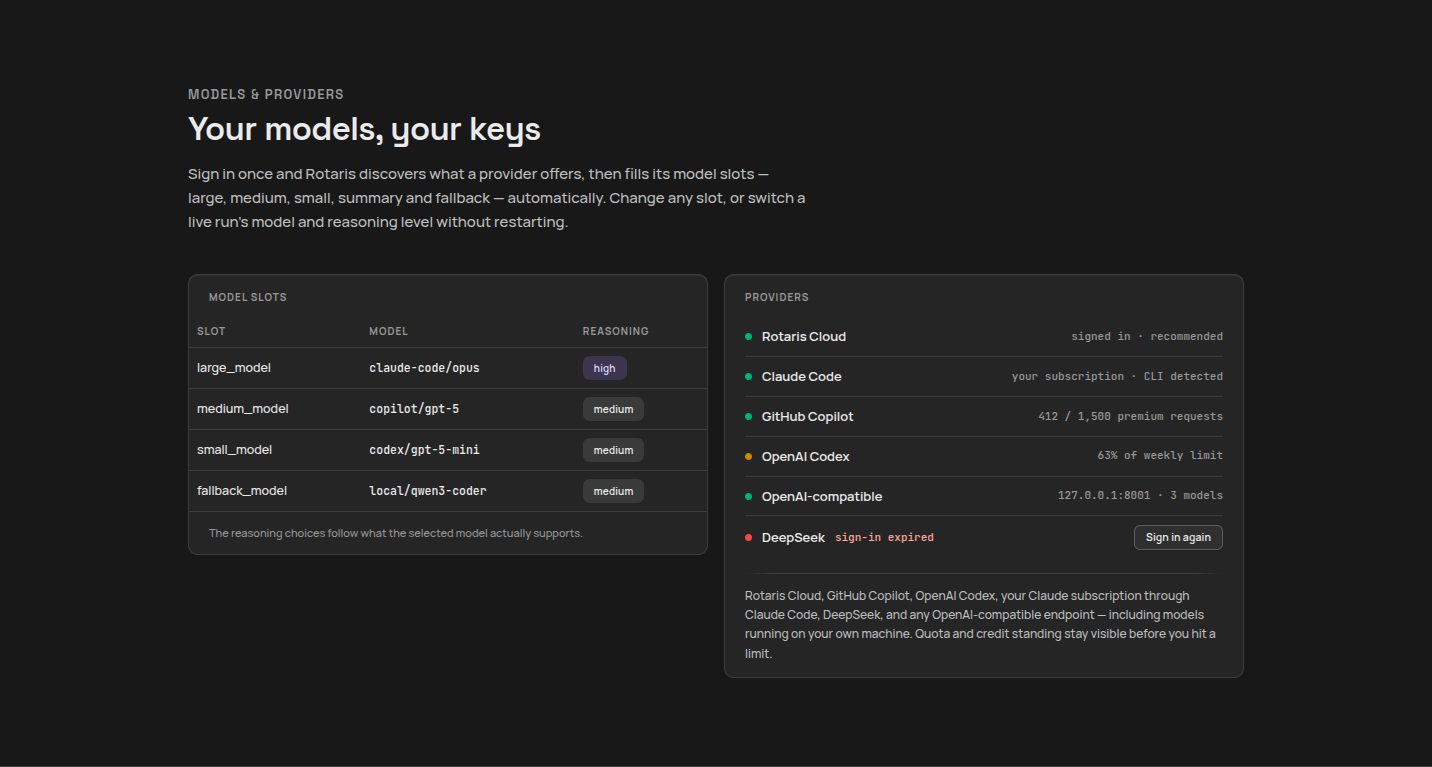 MODELS & PROVIDERS
Your models, your keys
Sign in once and Rotaris discovers what a provider offers, then fills its model slots —
large, medium, small, summary and fallback — automatically. Change any slot, or switch a
live run's model and reasoning level without restarting.
MODEL SLOTS
SLOT MODEL REASONING
large_model claude-code/opus high
medium_model copilot/gpt-5 medium
small_model codex/gpt-5-mini medium
fallback_model local/qwen3-coder medium
The reasoning choices follow what the selected model actually supports.
PROVIDERS
Rotaris Cloud signed in · recommended
Claude Code your subscription · CLI detected
GitHub Copilot 412 / 1,500 premium requests
OpenAI Codex 63% of weekly limit
OpenAI-compatible 127.0.0.1:8001 · 3 models
DeepSeek sign-in expired Sign in again
Rotaris Cloud, GitHub Copilot, OpenAI Codex, your Claude subscription through
Claude Code, DeepSeek, and any OpenAI-compatible endpoint — including models
running on your own machine. Quota and credit standing stay visible before you hit a
limit.